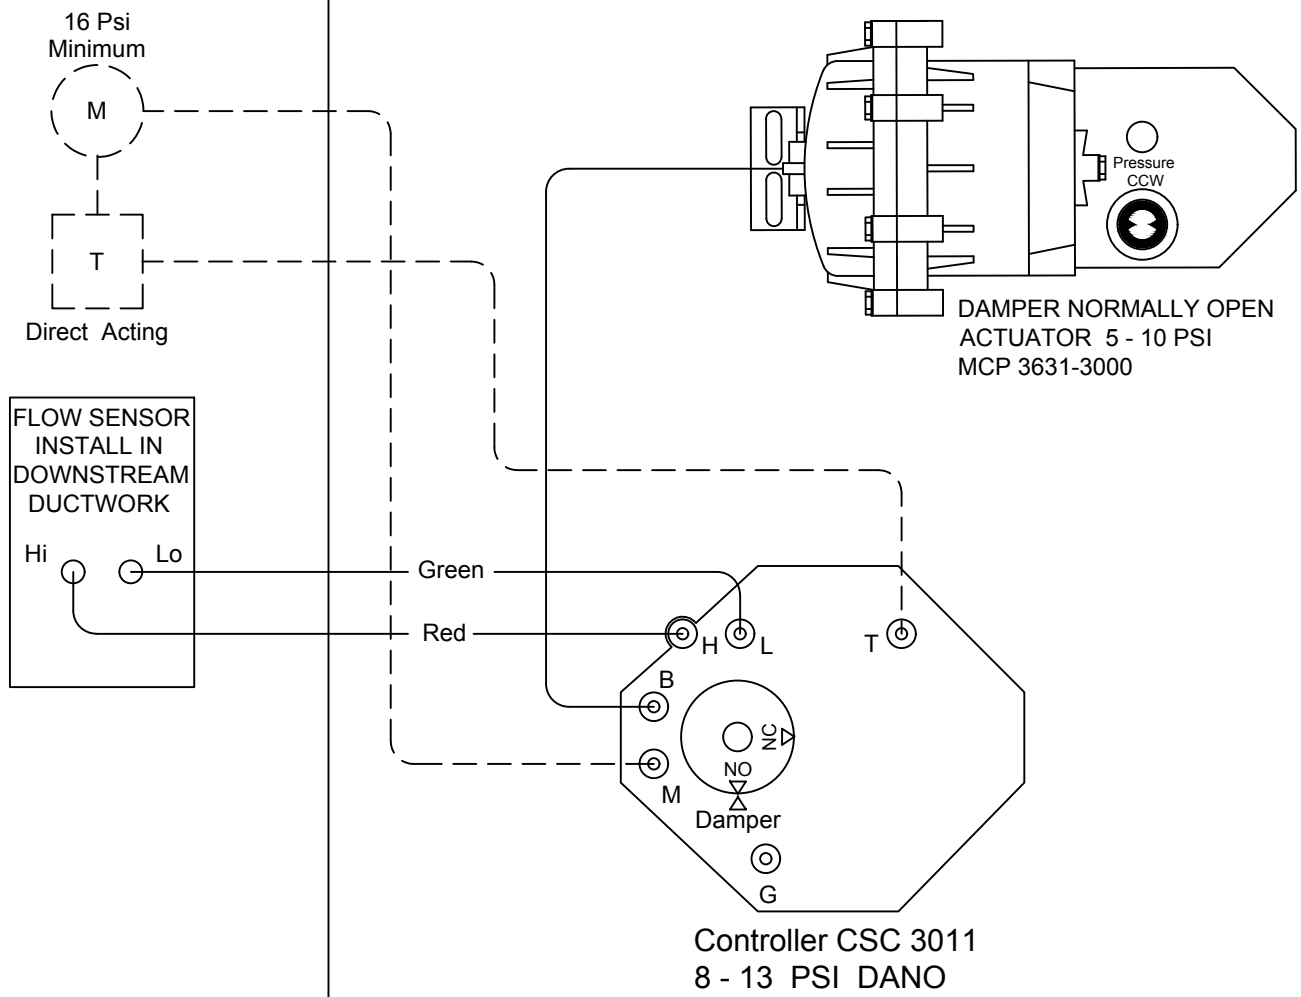 16 Psi
Minimum
M
T
Direct Acting
Pressure
CCW
DAMPER NORMALLY OPEN
ACTUATOR 5 - 10 PSI
MCP 3631-3000
FLOW SENSOR
INSTALL IN
DOWNSTREAM
DUCTWORK
Hi
Lo
Green
Red
H
L
T
B
M
NC
NO
Damper
G
Controller CSC 3011
8 - 13 PSI DANO